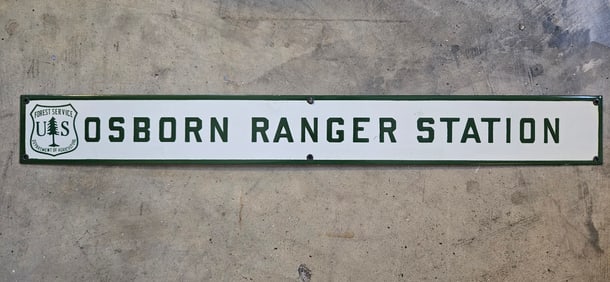 FOREST SERVICE
U S
DEPARTMENT OF AGRICULTURE
OSBORN RANGER STATION